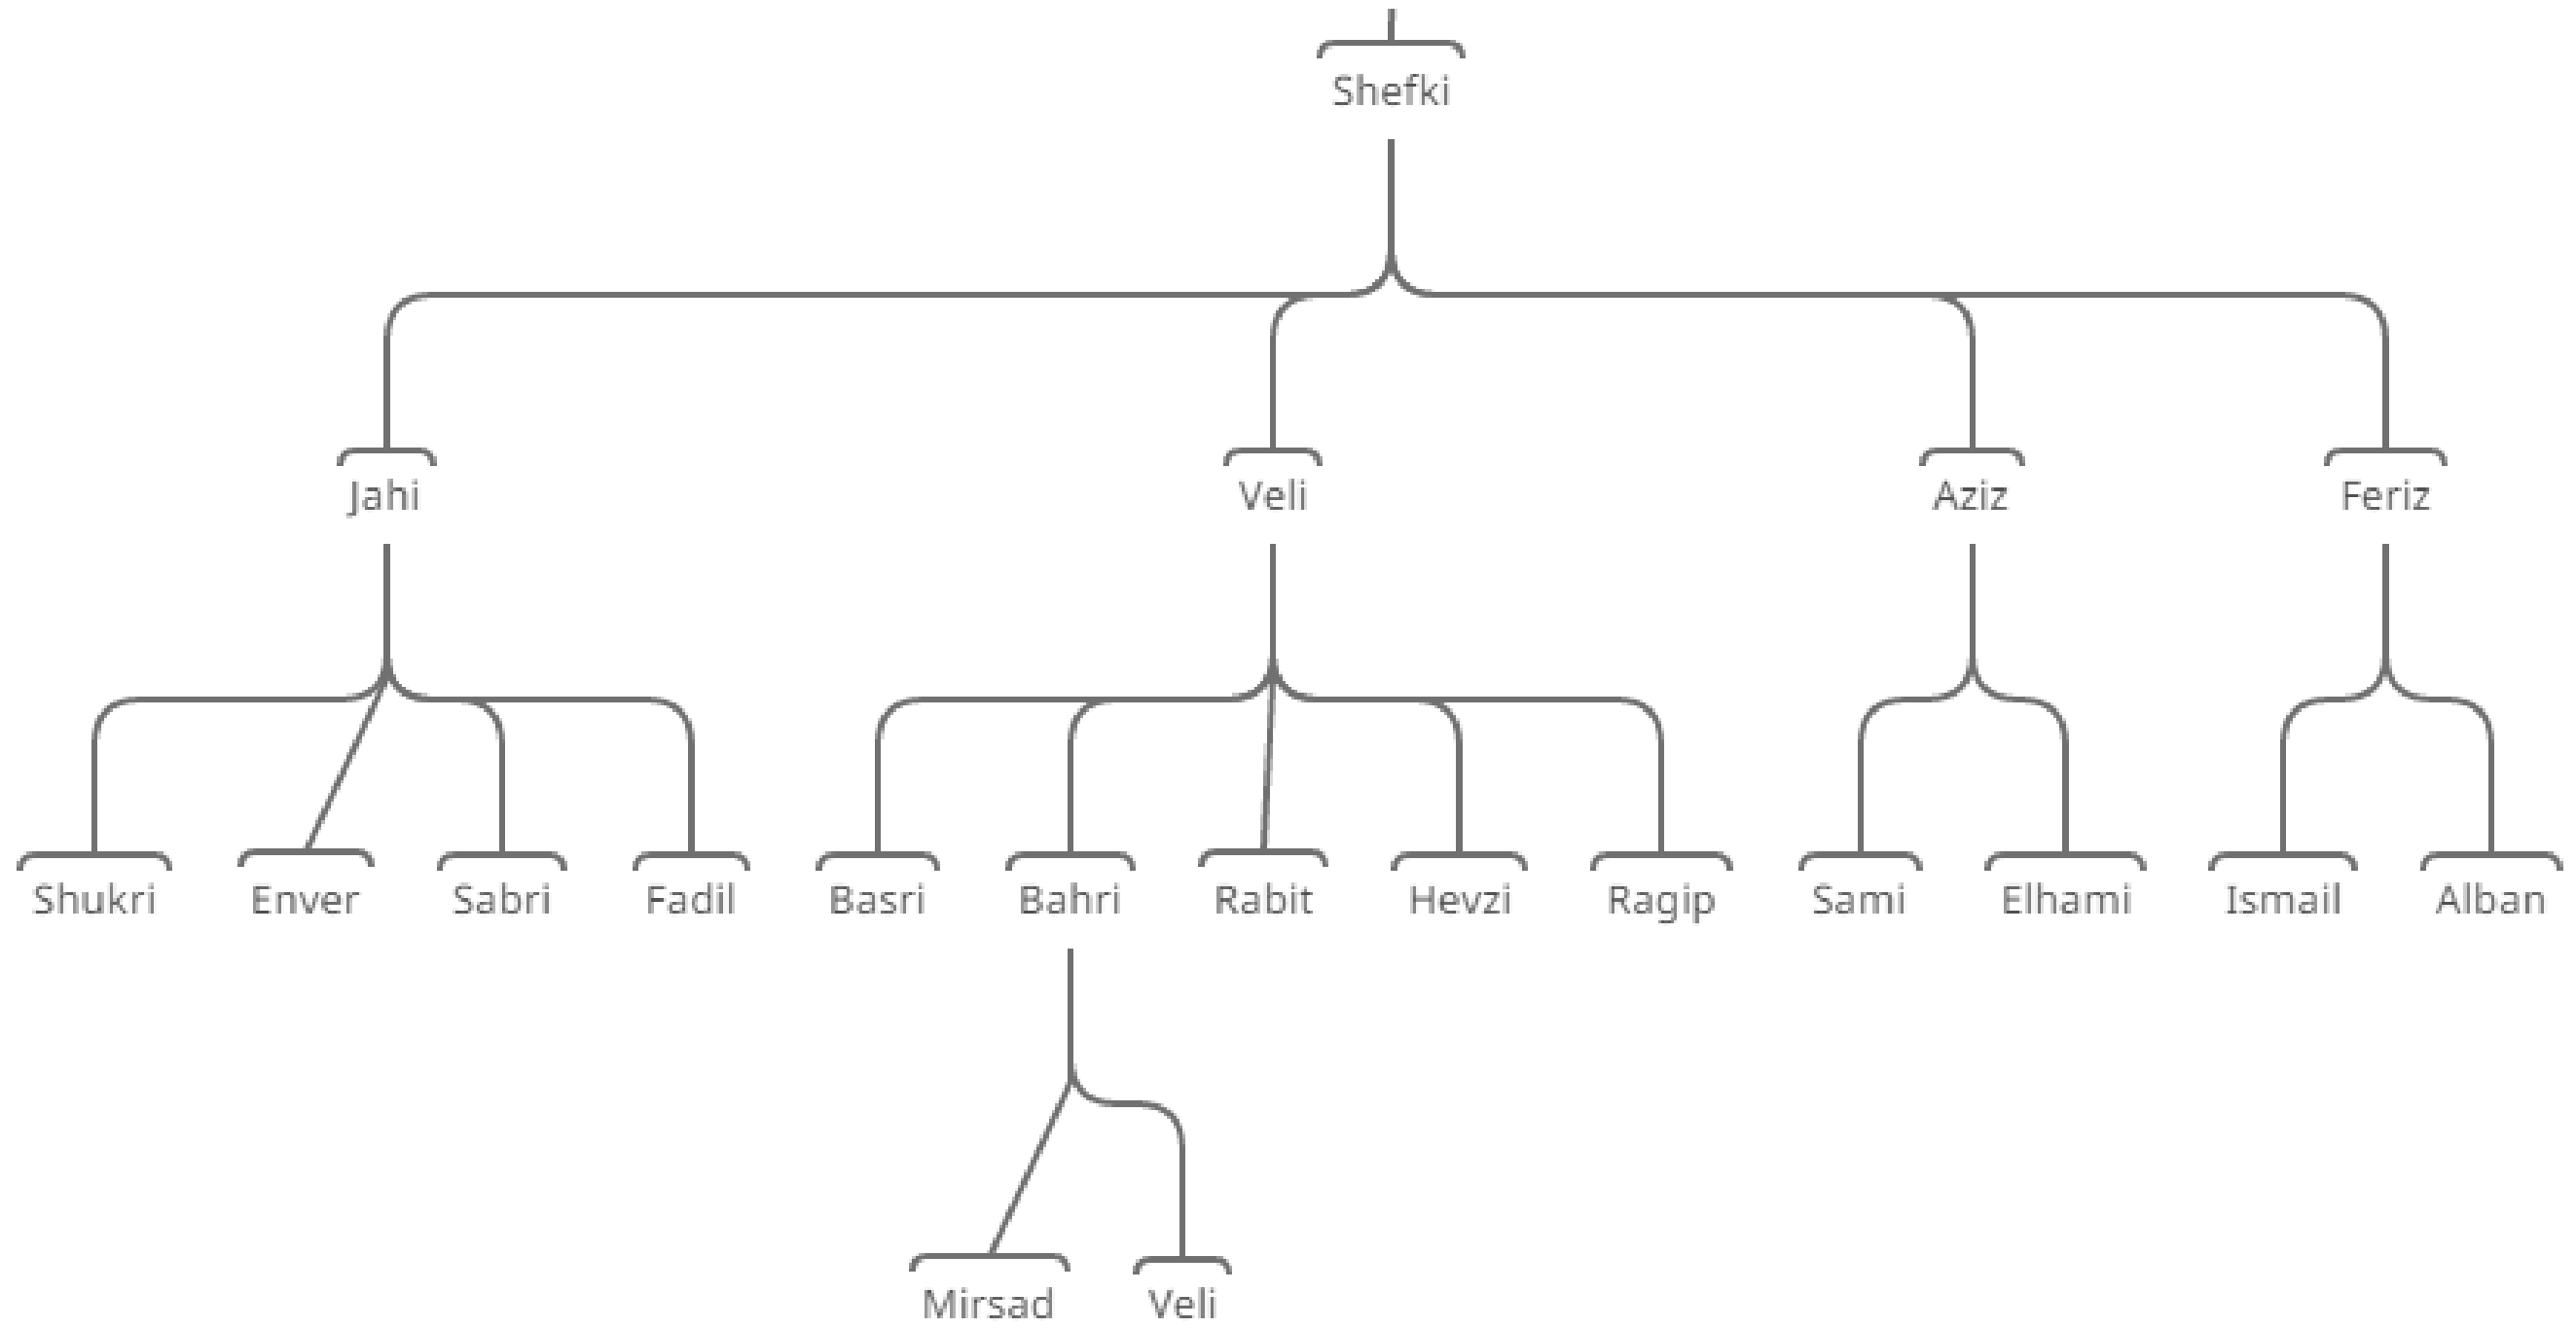 Shefki
Jahi Veli Aziz Feriz
Shukri Enver Sabri Fadil Basri Bahri Rabit Hevzi Ragip Sami Elhami Ismail Alban
Mirsad Veli